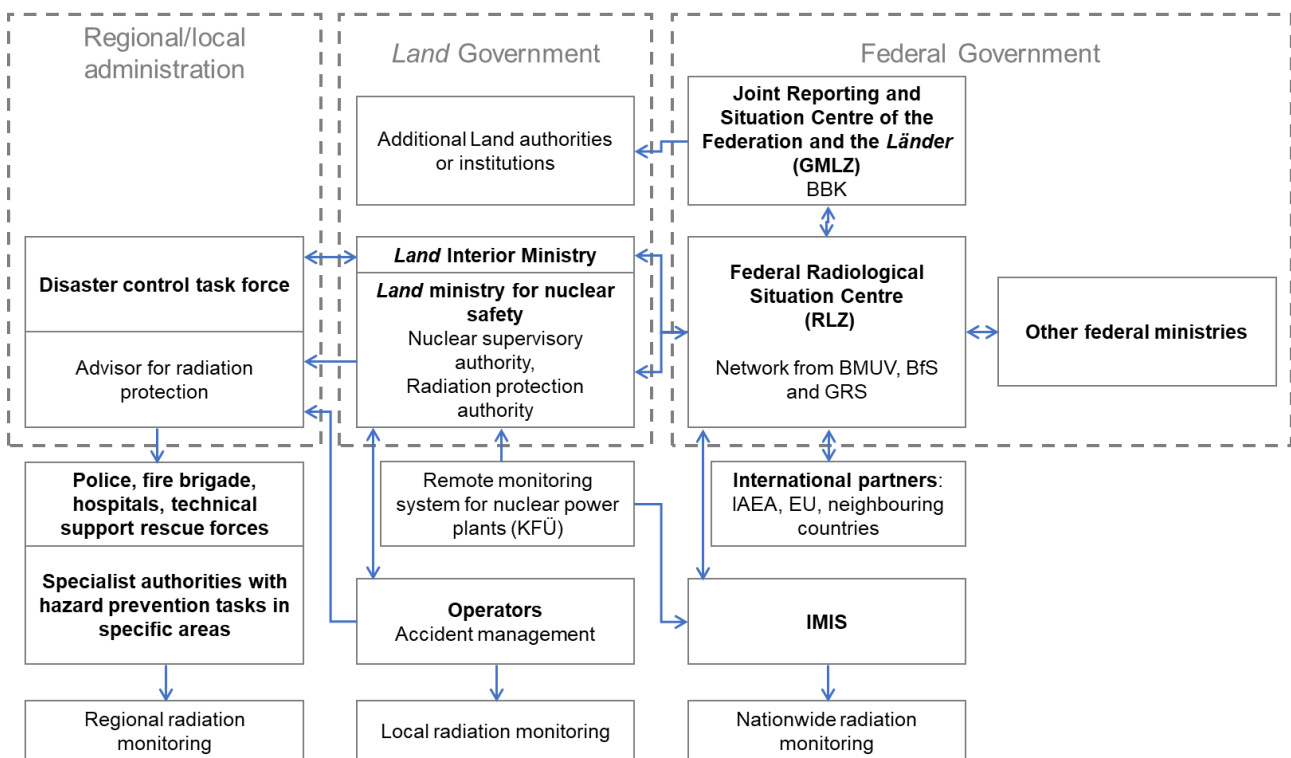 Regional/local
administration
Land Government
Federal Government
Additional Land authorities
or institutions
Joint Reporting and
Situation Centre of the
Federation and the Länder
(GMLZ)
BBK
Disaster control task force
Advisor for radiation
protection
Land Interior Ministry
Land ministry for nuclear
safety
Nuclear supervisory
authority,
Radiation protection
authority
Federal Radiological
Situation Centre
(RLZ)
Network from BMUV, BfS
and GRS
Other federal ministries
Police, fire brigade,
hospitals, technical
support rescue forces
Specialist authorities with
hazard prevention tasks in
specific areas
Remote monitoring
system for nuclear power
plants (KFÜ)
International partners:
IAEA, EU, neighbouring
countries
Operators
Accident management
IMIS
Regional radiation
monitoring
Local radiation monitoring
Nationwide radiation
monitoring